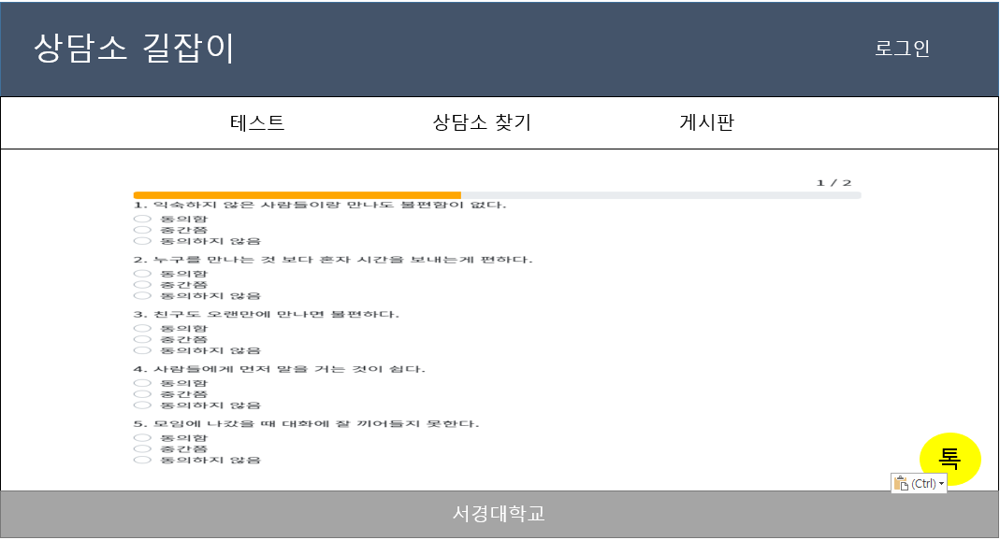 상담소 길잡이
로그인
테스트 상담소 찾기 게시판
1 / 2
1. 익숙하지 않은 사람들이랑 만나도 불편함이 없다.
동의함
중간쯤
동의하지 않음
2. 누구를 만나는 것 보다 혼자 시간을 보내는게 편하다.
동의함
중간쯤
동의하지 않음
3. 친구도 오랜만에 만나면 불편하다.
동의함
중간쯤
동의하지 않음
4. 사람들에게 먼저 말을 거는 것이 쉽다.
동의함
중간쯤
동의하지 않음
5. 모임에 나갔을 때 대화에 잘 끼어들지 못한다.
동의함
중간쯤
동의하지 않음
톡
(Ctrl)
서경대학교